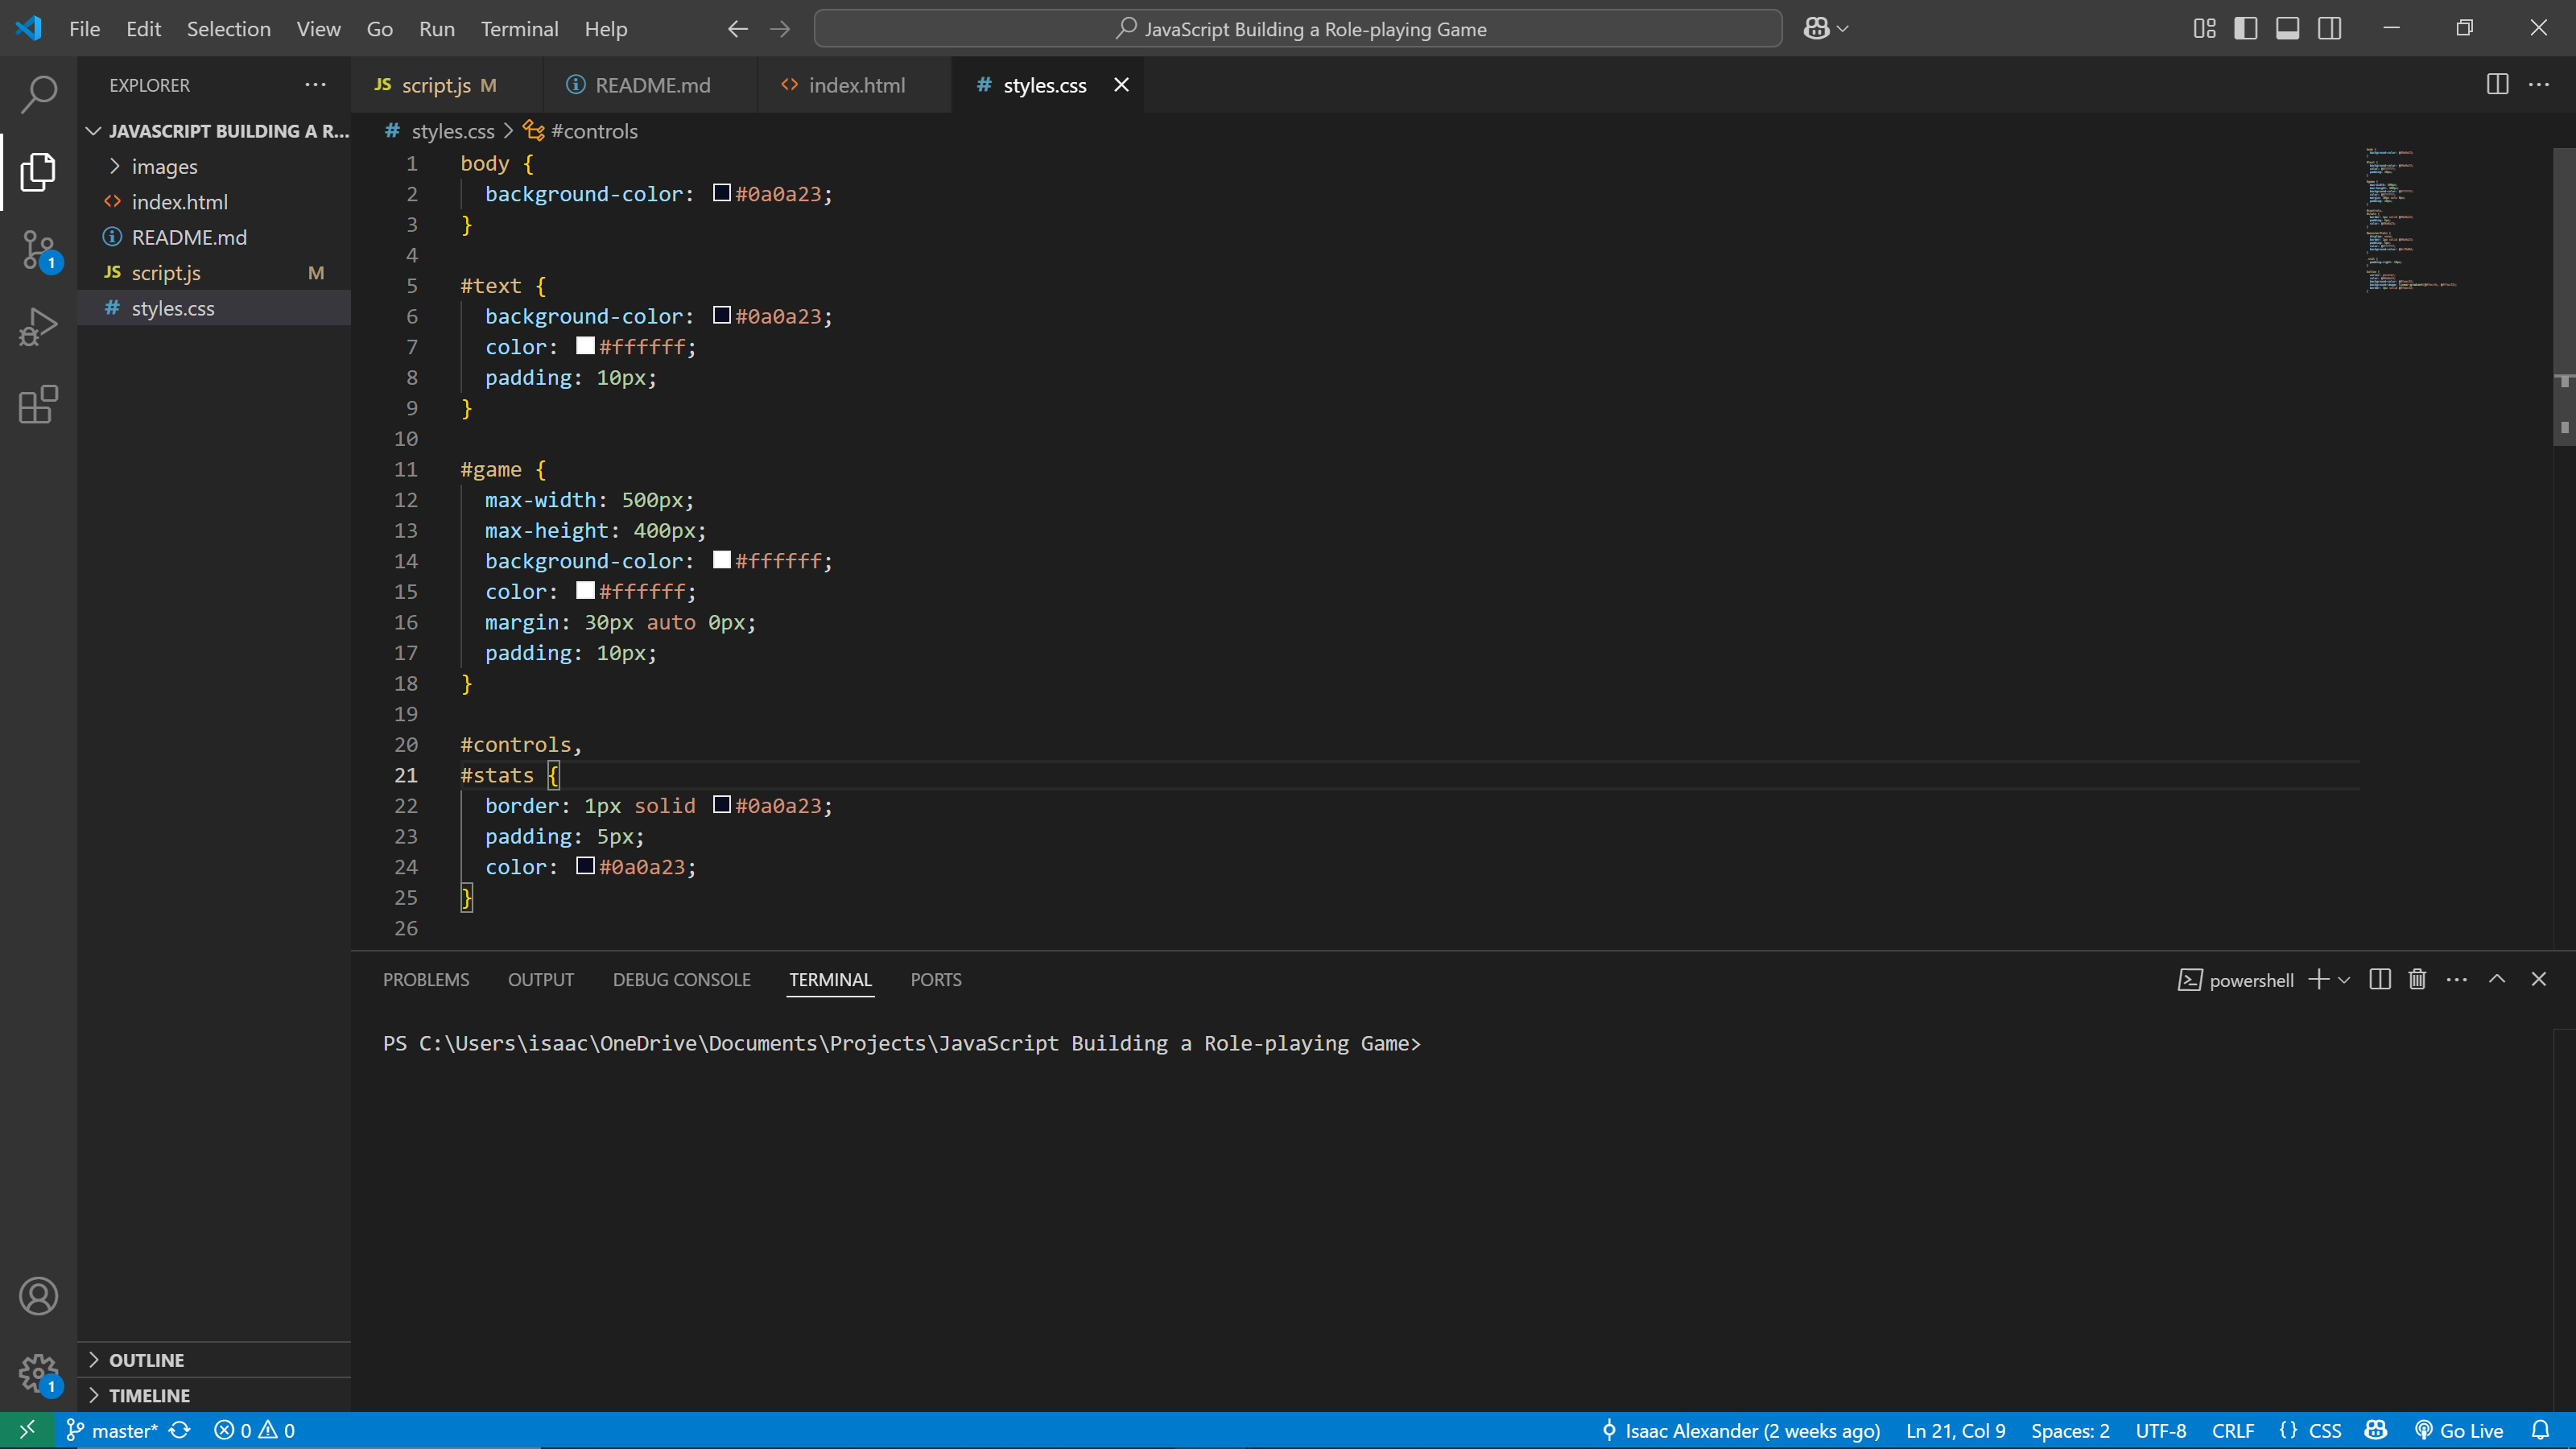 File Edit Selection View Go Run Terminal Help JavaScript Building a Role-playing Game
EXPLORER
JAVASCRIPT BUILDING A R...
images
index.html
README.md
JS script.js M
# styles.css
OUTLINE
TIMELINE
JS script.js M README.md index.html # styles.css
# styles.css > #controls
1 body {
2 background-color: #0a0a23;
3 }
4
5 #text {
6 background-color: #0a0a23;
7 color: #ffffff;
8 padding: 10px;
9 }
10
11 #game {
12 max-width: 500px;
13 max-height: 400px;
14 background-color: #ffffff;
15 color: #ffffff;
16 margin: 30px auto 0px;
17 padding: 10px;
18 }
19
20 #controls,
21 #stats {
22 border: 1px solid #0a0a23;
23 padding: 5px;
24 color: #0a0a23;
25 }
26
PROBLEMS OUTPUT DEBUG CONSOLE TERMINAL PORTS powershell
PS C:\Users\isaac\OneDrive\Documents\Projects\JavaScript Building a Role-playing Game>
1
1
master* 0 0 Isaac Alexander (2 weeks ago) Ln 21, Col 9 Spaces: 2 UTF-8 CRLF {} CSS Go Live